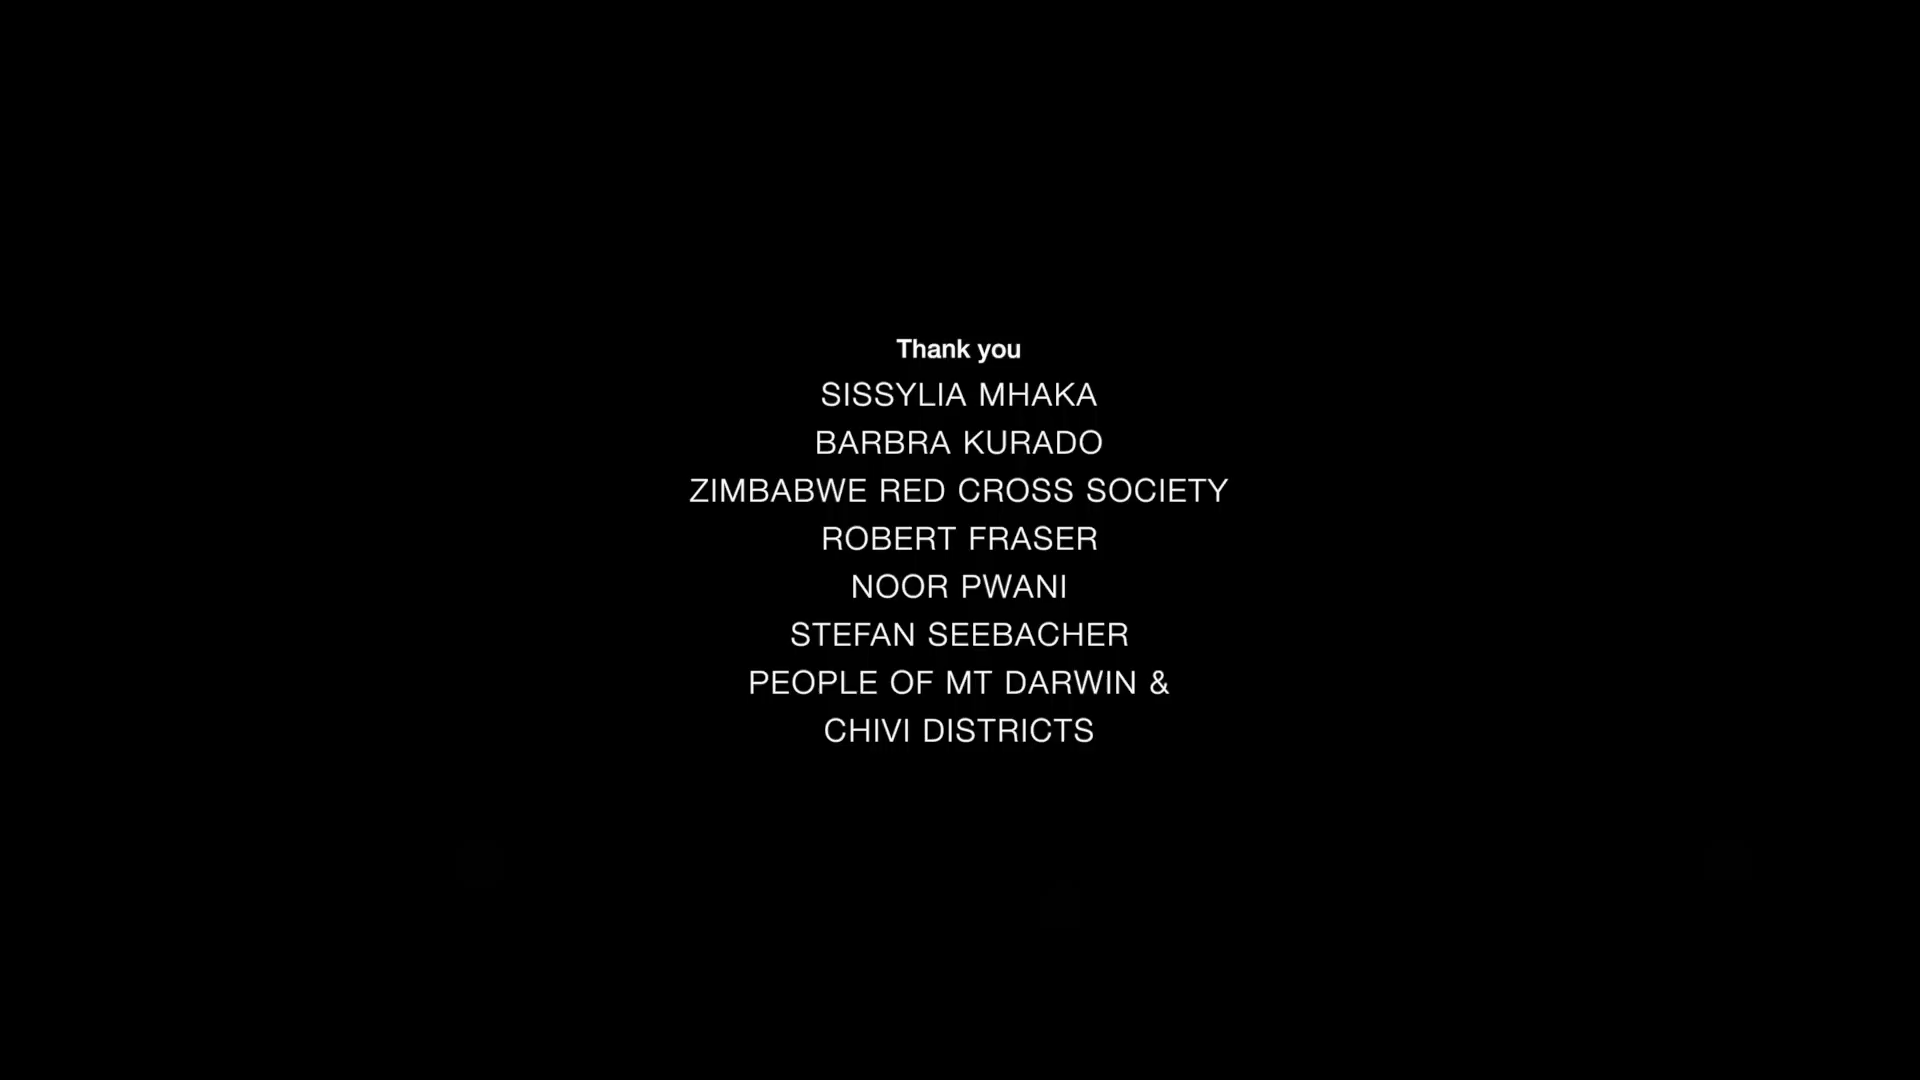 Thank you
SISSYLIA MHAKA
BARBRA KURADO
ZIMBABWE RED CROSS SOCIETY
ROBERT FRASER
NOOR PWANI
STEFAN SEEBACHER
PEOPLE OF MT DARWIN &
CHIVI DISTRICTS